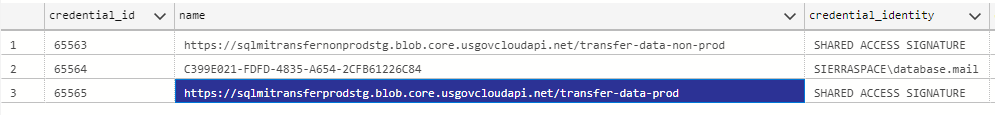 credential_id name credential_identity
1 65563 https://sqlmitransfernonprodstg.blob.core.usgovcloudapi.net/transfer-data-non-prod SHARED ACCESS SIGNATURE
2 65564 C399E021-FDFD-4835-A654-2CFB61226C84 SIERRASPACE\database.mail
3 65565 https://sqlmitransferprodstg.blob.core.usgovcloudapi.net/transfer-data-prod SHARED ACCESS SIGNATURE